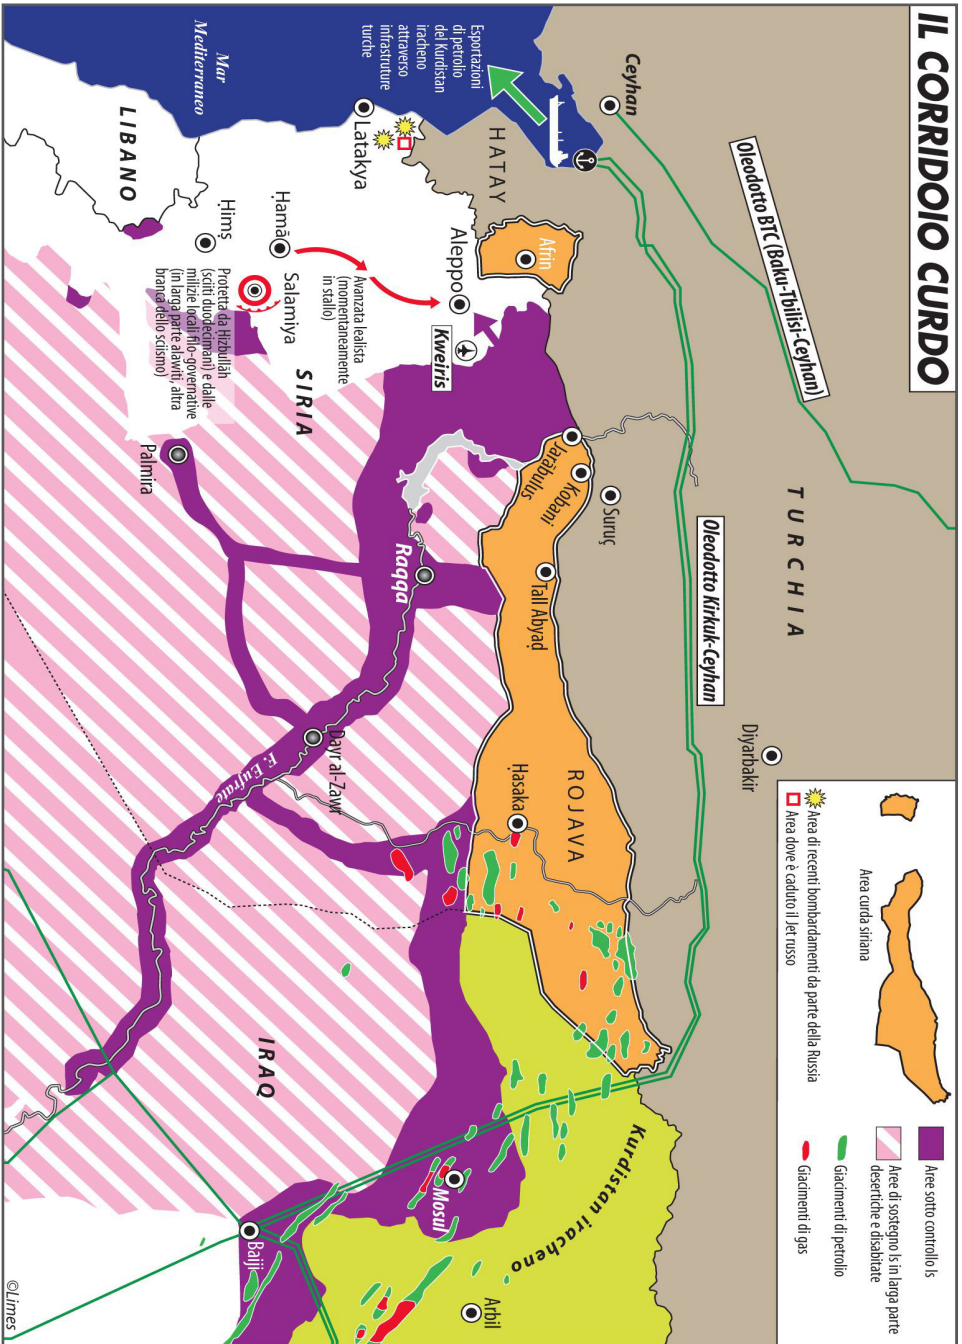 IL CORRIDOIO CURDO
Oleodotto BTC (Baku-Tbilisi-Ceyhan)
Ceyhan
Esportazioni
di petrolio
del Kurdistan
iracheno
attraverso
infrastrutture
turche
Mar
Mediterraneo
HATAY
TURCHIA
Oleodotto Kirkuk-Ceyhan
Diyarbakir
Suruç
Afrin
Latakya
Aleppo
Kweiris
Jarābulus
Kobani
Tall Abyaḍ
ROJAVA
Ḥasaka
Avanzata lealista
(momentaneamente
in stallo)
Ḥamā
Salamiya
Ḥimṣ
LIBANO
Protetta da Ḥizbullāh
(sciiti duodecimani) e dalle
milizie locali filo-governative
(in larga parte alawiti, altra
branca dello sciismo)
SIRIA
Palmira
Raqqa
Dayr al-Zawr
F. Eufrate
IRAQ
Kurdistan iracheno
Mosul
Arbil
Baiji
Area curda siriana
Area di recenti bombardamenti da parte della Russia
Area dove è caduto il Jet russo
Aree sotto controllo Is
Aree di sostegno Is in larga parte
desertiche e disabitate
Giacimenti di petrolio
Giacimenti di gas
©Limes